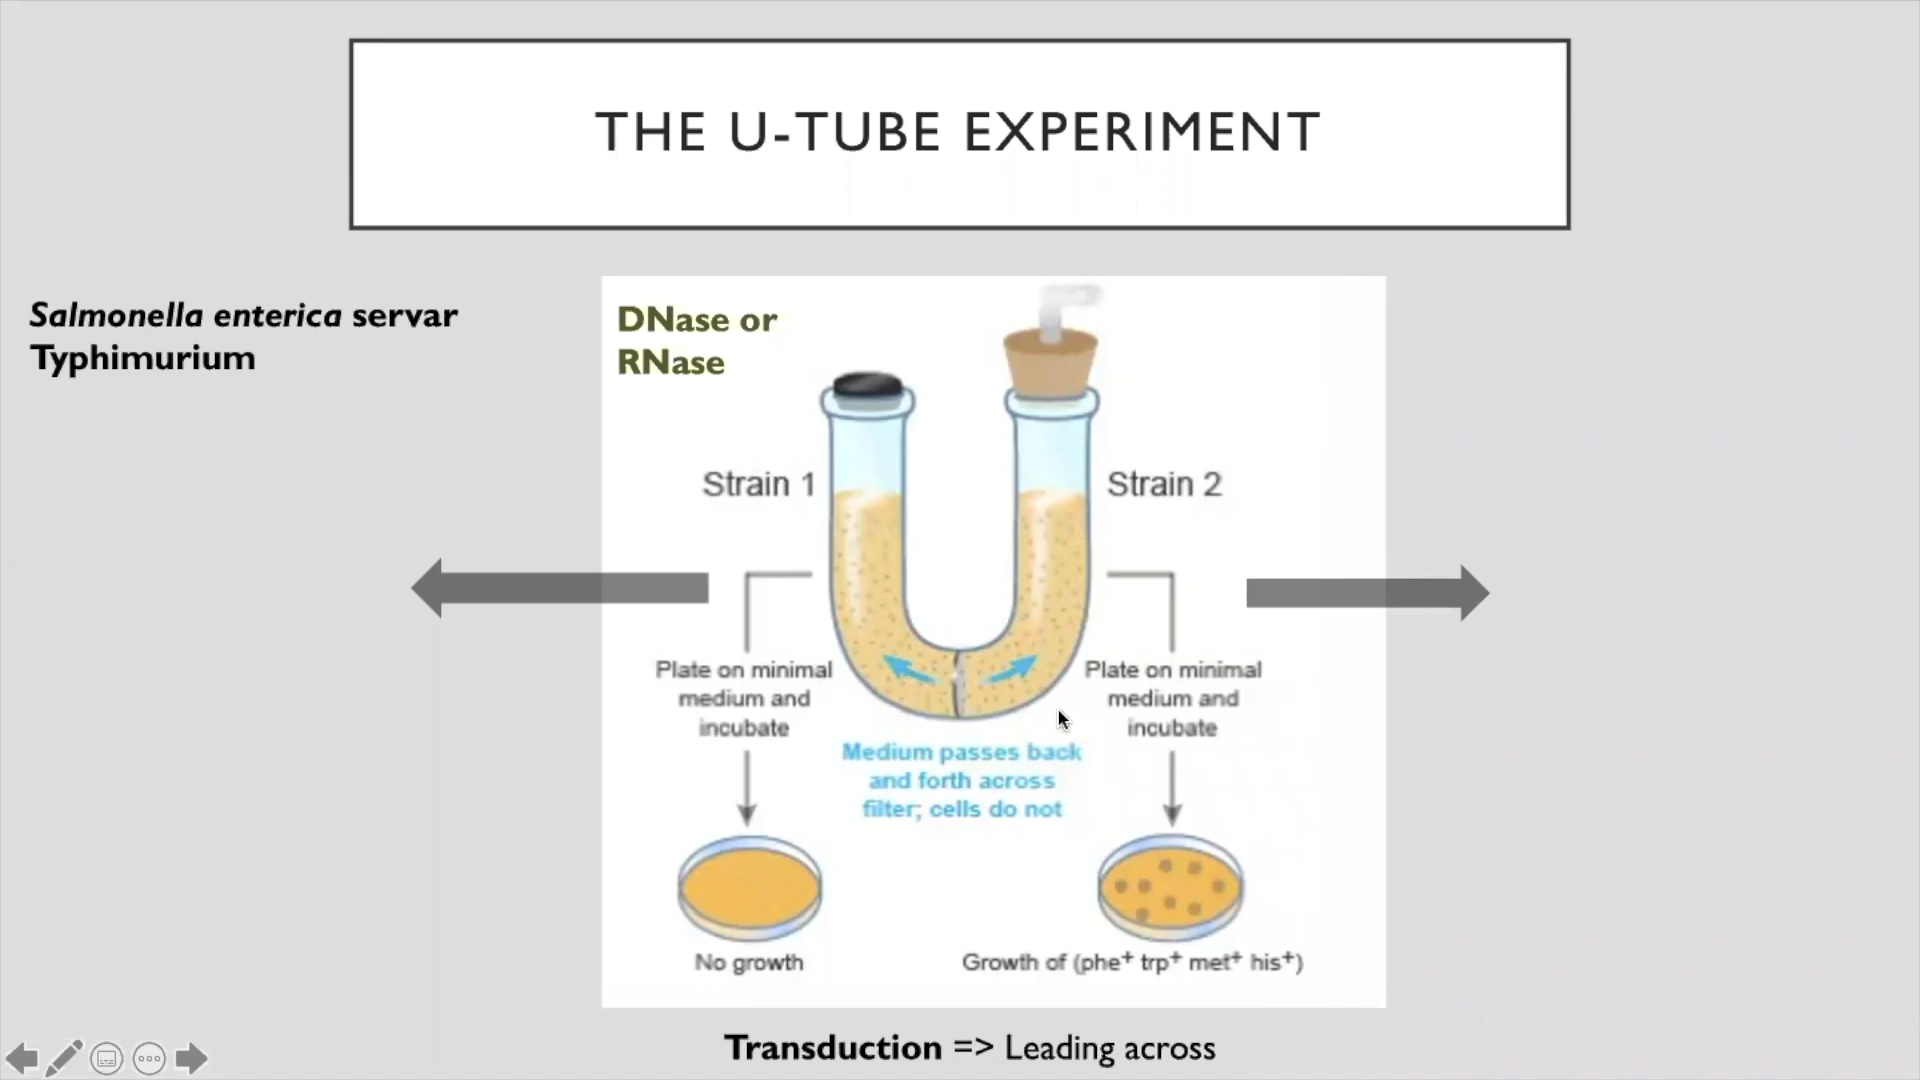 THE U-TUBE EXPERIMENT
Salmonella enterica servar
Typhimurium
DNase or
RNase
Strain 1
Strain 2
Plate on minimal
medium and
incubate
Plate on minimal
medium and
incubate
Medium passes back
and forth across
filter; cells do not
No growth
Growth of (phe⁺ trp⁺ met⁺ his⁺)
Transduction => Leading across